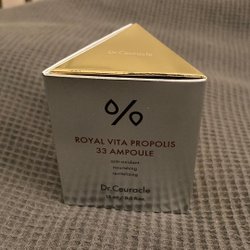 dr. Ceuracle
ROYAL VITA PROPOLIS
33 AMPOULE
anti-oxidant
nourishing
revitalizing
Dr.Ceuracle